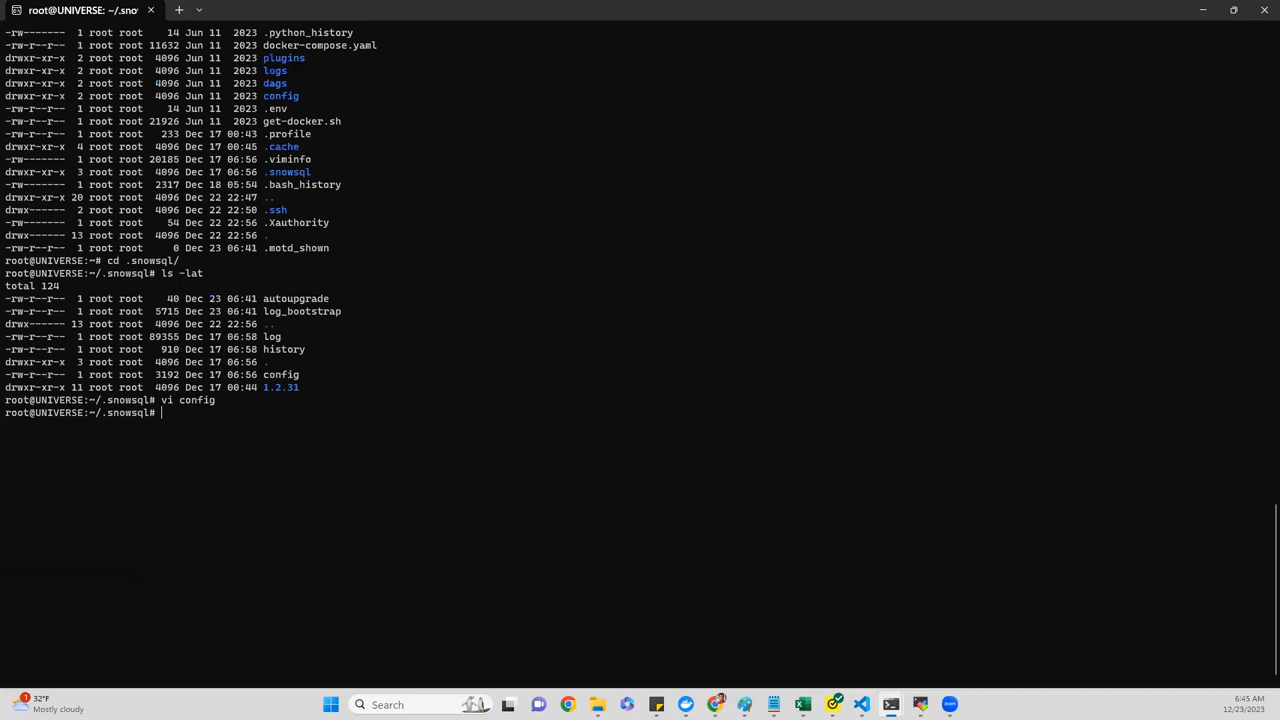 root@UNIVERSE: ~/.snow
-rw------- 1 root root 14 Jun 11 2023 .python_history
-rw-r--r-- 1 root root 11632 Jun 11 2023 docker-compose.yaml
drwxr-xr-x 2 root root 4096 Jun 11 2023 plugins
drwxr-xr-x 2 root root 4096 Jun 11 2023 logs
drwxr-xr-x 2 root root 4096 Jun 11 2023 dags
drwxr-xr-x 2 root root 4096 Jun 11 2023 config
-rw-r--r-- 1 root root 14 Jun 11 2023 .env
-rw-r--r-- 1 root root 21926 Jun 11 2023 get-docker.sh
-rw-r--r-- 1 root root 233 Dec 17 00:43 .profile
drwxr-xr-x 4 root root 4096 Dec 17 00:45 .cache
-rw------- 1 root root 20185 Dec 17 06:56 .viminfo
drwxr-xr-x 3 root root 4096 Dec 17 06:56 .snowsql
-rw------- 1 root root 2317 Dec 18 05:54 .bash_history
drwxr-xr-x 20 root root 4096 Dec 22 22:47 ..
drwx------ 2 root root 4096 Dec 22 22:50 .ssh
-rw------- 1 root root 54 Dec 22 22:56 .Xauthority
drwx------ 13 root root 4096 Dec 22 22:56 .
-rw-r--r-- 1 root root 0 Dec 23 06:41 .motd_shown
root@UNIVERSE:~# cd .snowsql/
root@UNIVERSE:~/.snowsql# ls -lat
total 124
-rw-r--r-- 1 root root 40 Dec 23 06:41 autoupgrade
-rw-r--r-- 1 root root 5715 Dec 23 06:41 log_bootstrap
drwx------ 13 root root 4096 Dec 22 22:56 ..
-rw-r--r-- 1 root root 89355 Dec 17 06:58 log
-rw-r--r-- 1 root root 910 Dec 17 06:58 history
drwxr-xr-x 3 root root 4096 Dec 17 06:56 .
-rw-r--r-- 1 root root 3192 Dec 17 06:56 config
drwxr-xr-x 11 root root 4096 Dec 17 00:44 1.2.31
root@UNIVERSE:~/.snowsql# vi config
root@UNIVERSE:~/.snowsql#
1
32°F
Mostly cloudy
Search
6:45 AM
12/23/2023